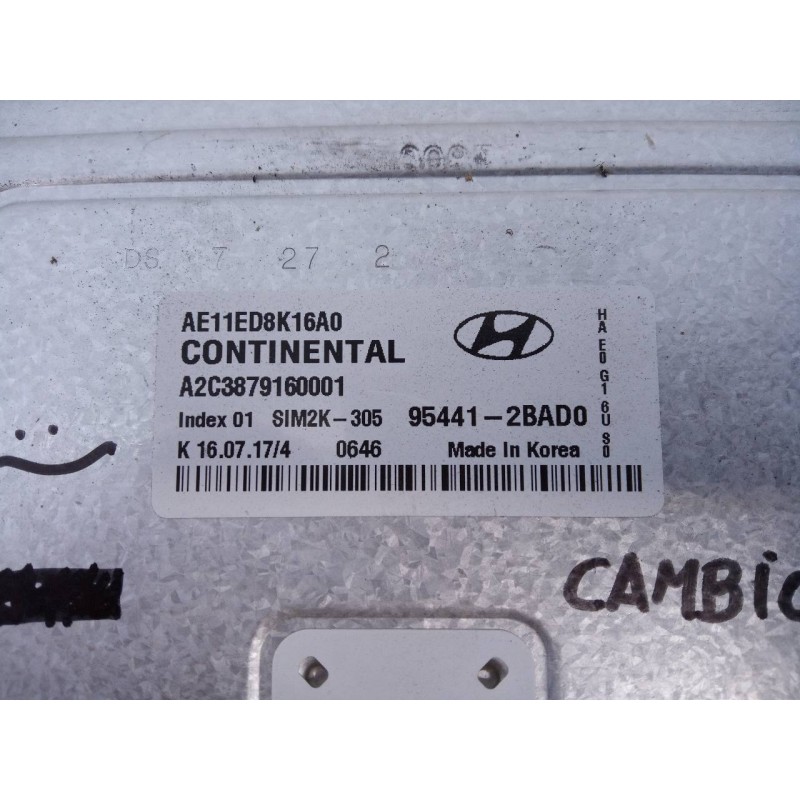 DS 7 27 2
AE11ED8K16A0
CONTINENTAL
A2C3879160001
Index 01 SIM2K-305 95441-2BAD0
K 16.07.17/4 0646 Made In Korea
HA E0 G1 6U S0
CAMBIO